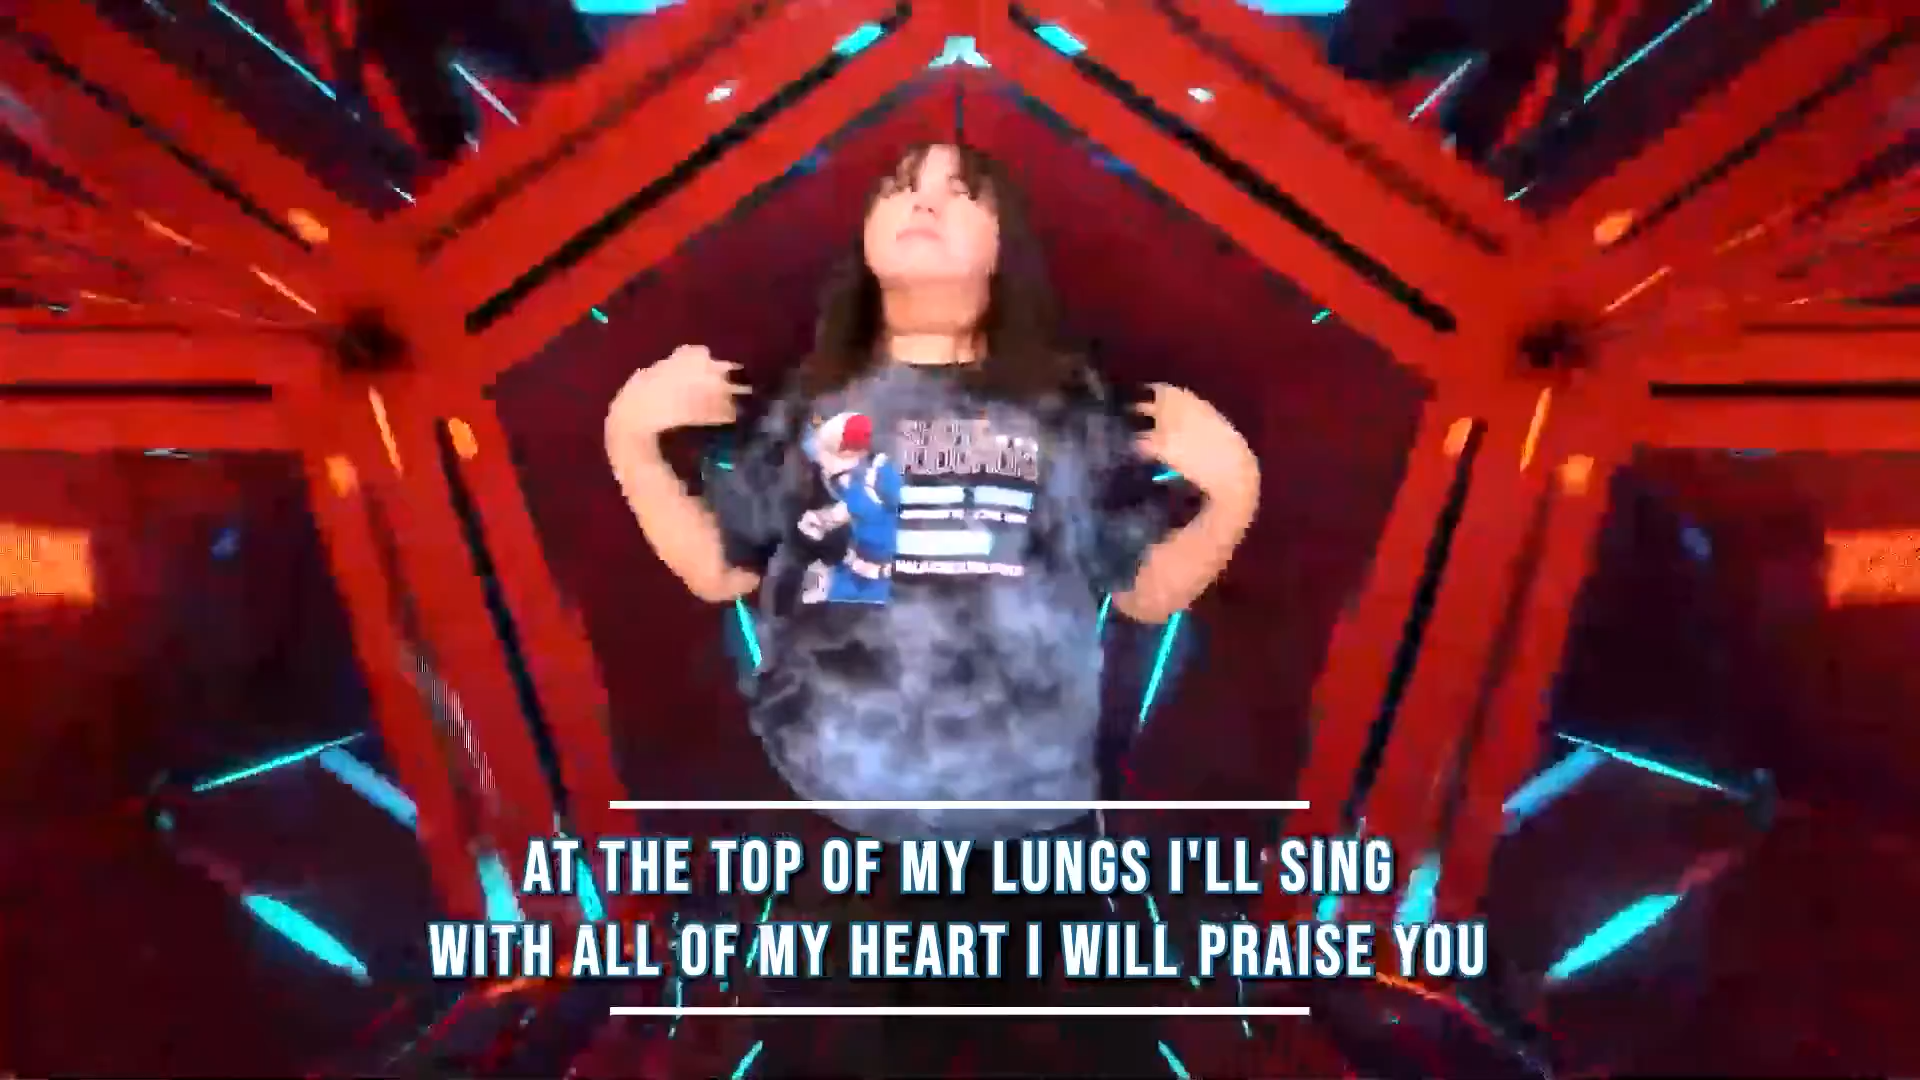 AT THE TOP OF MY LUNGS I'LL SING
WITH ALL OF MY HEART I WILL PRAISE YOU